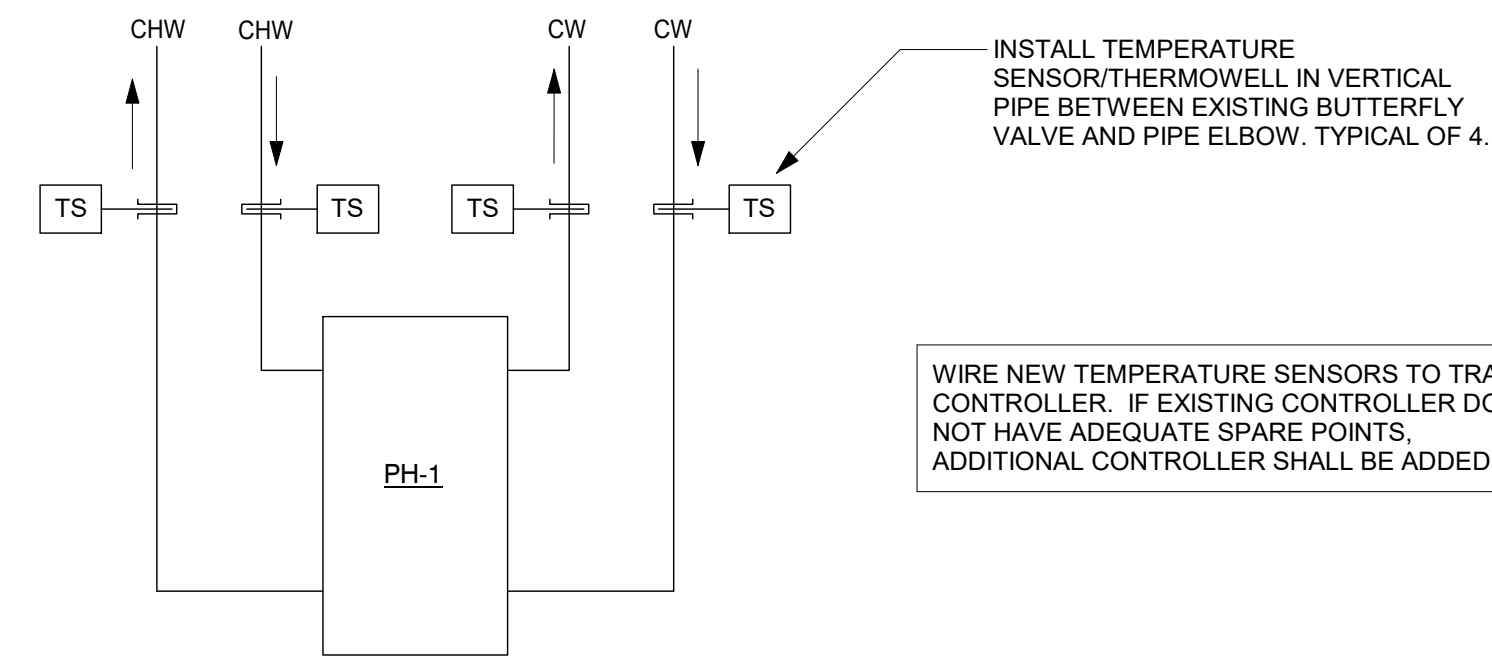 CHW CHW CW CW
INSTALL TEMPERATURE
SENSOR/THERMOWELL IN VERTICAL
PIPE BETWEEN EXISTING BUTTERFLY
VALVE AND PIPE ELBOW. TYPICAL OF 4.
TS TS TS TS
WIRE NEW TEMPERATURE SENSORS TO
CONTROLLER. IF EXISTING CONTROLLER
NOT HAVE ADEQUATE SPARE POINTS,
ADDITIONAL CONTROLLER SHALL BE ADDED
PH-1